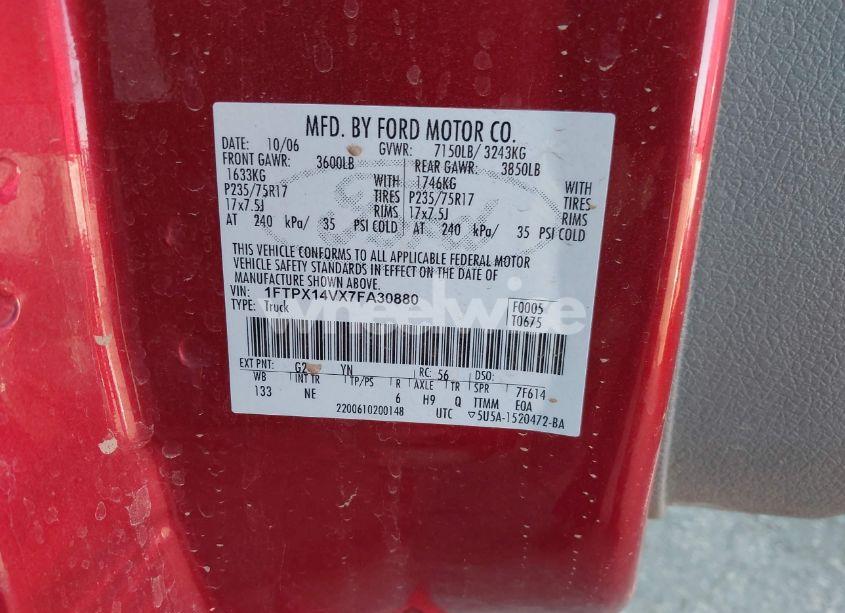 MFD. BY FORD MOTOR CO.
DATE: 10/06 GVWR: 7150LB/ 3243KG
FRONT GAWR: 3600LB REAR GAWR: 3850LB
1633KG WITH 1746KG WITH
P235/75R17 TIRES P235/75R17 TIRES
17x7.5J RIMS 17x7.5J RIMS
AT 240 kPa/ 35 PSI COLD AT 240 kPa/ 35 PSI COLD
THIS VEHICLE CONFORMS TO ALL APPLICABLE FEDERAL MOTOR
VEHICLE SAFETY STANDARDS IN EFFECT ON THE DATE OF
MANUFACTURE SHOWN ABOVE.
VIN: 1FTPX14VX7FA30880 F0005
TYPE: Truck T0675
wheelwise
EXT PNT: G2 YN RC: 56 DSO:
WB INT TR TP/PS R AXLE TR SPR 7F614
133 NE 6 H9 Q TTMM EOA
2200610200148 UTC ▽5U5A-1520472-BA
Ford